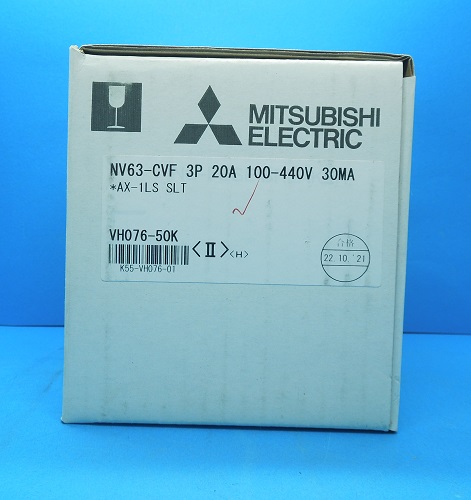 MITSUBISHI
ELECTRIC
NV63-CVF 3P 20A 100-440V 30MA
*AX-1LS SLT
VH076-50K
<II> <H>
K55-VH076-01
合格
22.10.'21